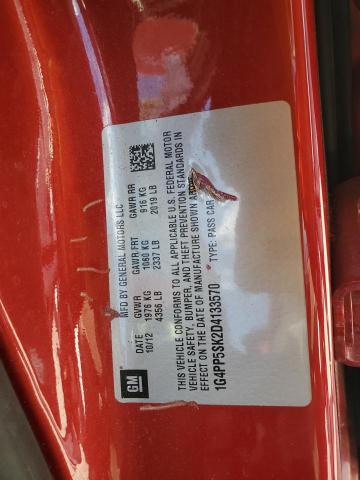 GM
MFD BY GENERAL MOTORS LLC
DATE GVWR GAWR FRT GAWR RR
10/12 1976 KG 1060 KG 916 KG
4356 LB 2337 LB 2019 LB
THIS VEHICLE CONFORMS TO ALL APPLICABLE U.S. FEDERAL MOTOR
VEHICLE SAFETY, BUMPER, AND THEFT PREVENTION STANDARDS IN
EFFECT ON THE DATE OF MANUFACTURE SHOWN
1G4PP5SK2D4133570 TYPE: PASS CAR